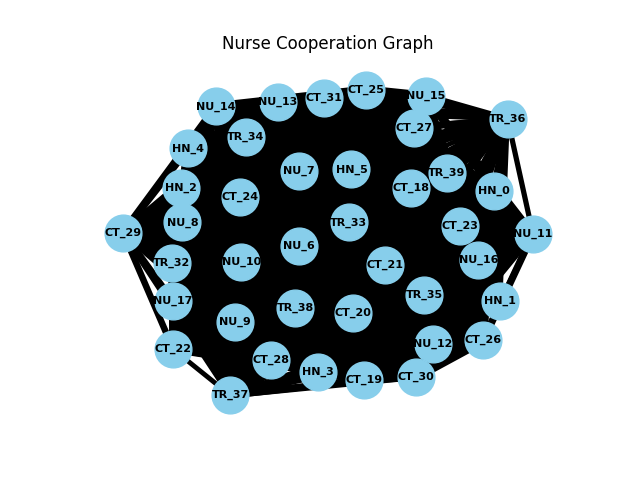 Nurse Cooperation Graph
CT_25
NU_15
CT_31
NU_13
NU_14
TR_36
CT_27
TR_34
HN_4
NU_7
HN_5
TR_39
HN_2
CT_18
HN_0
CT_24
NU_8
TR_33
CT_23
CT_29
NU_11
NU_6
NU_16
TR_32
NU_10
CT_21
TR_35
NU_17
HN_1
TR_38
CT_20
NU_9
CT_26
NU_12
CT_22
CT_28
HN_3
CT_30
CT_19
TR_37